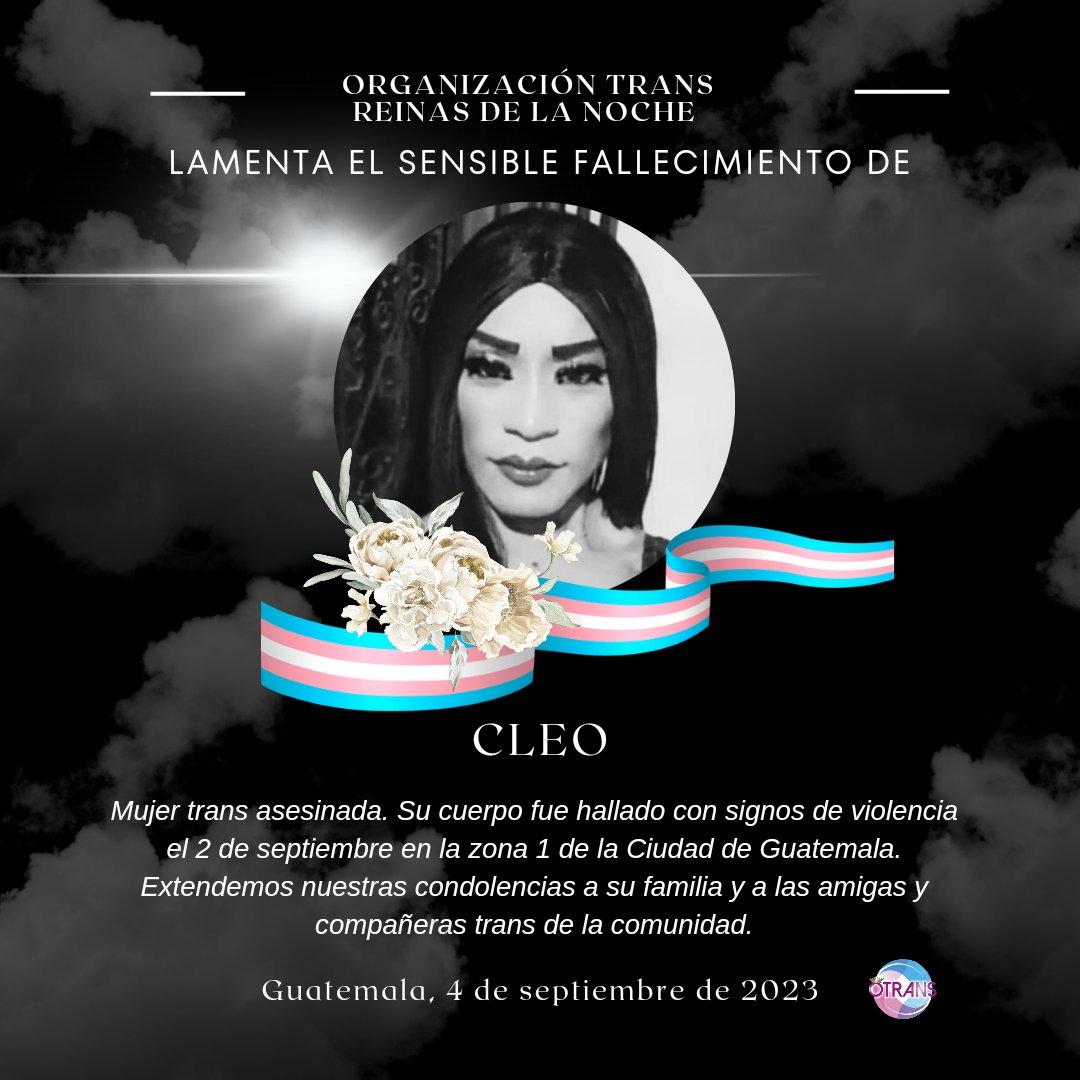 ORGANIZACIÓN TRANS
REINAS DE LA NOCHE
LAMENTA EL SENSIBLE FALLECIMIENTO DE
CLEO
Mujer trans asesinada. Su cuerpo fue hallado con signos de violencia
el 2 de septiembre en la zona 1 de la Ciudad de Guatemala.
Extendemos nuestras condolencias a su familia y a las amigas y
compañeras trans de la comunidad.
Guatemala, 4 de septiembre de 2023
OTRANS